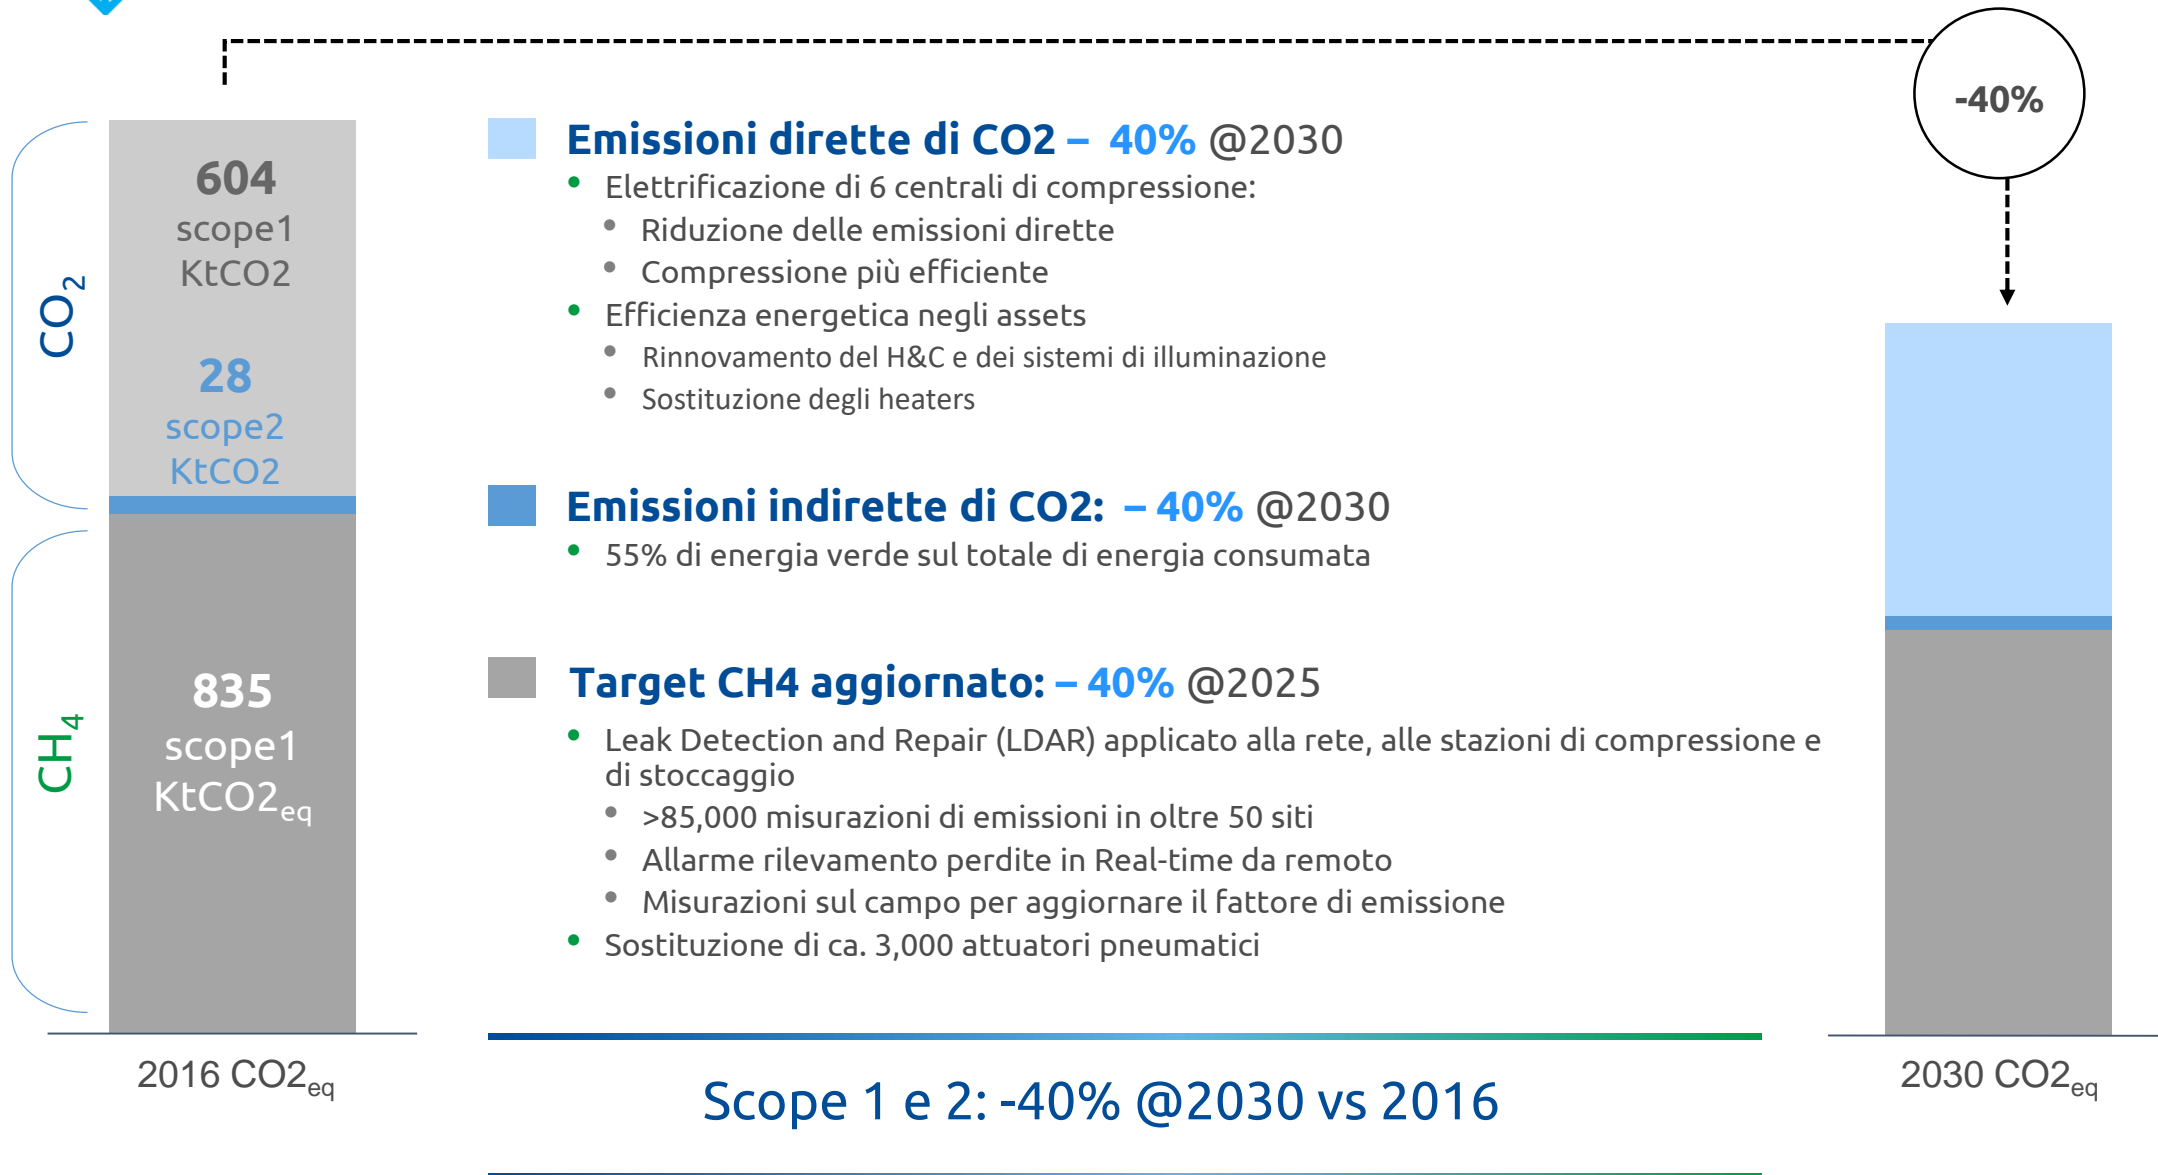 -40%
CO2
604
scope1
KtCO2
28
scope2
KtCO2
CH4
835
scope1
KtCO2eq
2016 CO2eq
Emissioni dirette di CO2 – 40% @2030
• Elettrificazione di 6 centrali di compressione:
• Riduzione delle emissioni dirette
• Compressione più efficiente
• Efficienza energetica negli assets
• Rinnovamento del H&C e dei sistemi di illuminazione
• Sostituzione degli heaters
Emissioni indirette di CO2: – 40% @2030
• 55% di energia verde sul totale di energia consumata
Target CH4 aggiornato: – 40% @2025
• Leak Detection and Repair (LDAR) applicato alla rete, alle stazioni di compressione e
di stoccaggio
• >85,000 misurazioni di emissioni in oltre 50 siti
• Allarme rilevamento perdite in Real-time da remoto
• Misurazioni sul campo per aggiornare il fattore di emissione
• Sostituzione di ca. 3,000 attuatori pneumatici
Scope 1 e 2: -40% @2030 vs 2016
2030 CO2eq